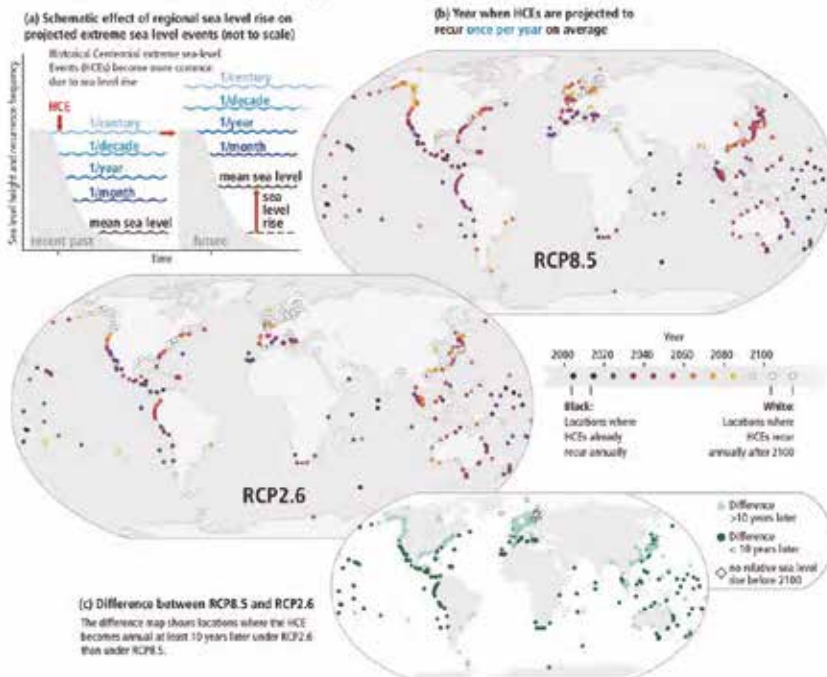 (a) Schematic effect of regional sea level rise on
projected extreme sea level events (not to scale)
Historical Centennial extreme sea-level
Events (HCEs) become more common
due to sea level rise
HCE
1/century
1/decade
1/year
1/month
mean sea level
recent past
1/century
1/decade
1/year
1/month
mean sea level
sea
level
rise
future
Sea level height and recurrence frequency
Time
(b) Year when HCEs are projected to
recur once per year on average
RCP8.5
RCP2.6
Year
2000 2020 2040 2060 2080 2100
Black:
Locations where
HCEs already
recur annually
White:
Locations where
HCEs recur
annually after 2100
Difference
>10 years later
Difference
< 10 years later
no relative sea level
rise before 2100
(c) Difference between RCP8.5 and RCP2.6
The difference map shows locations where the HCE
becomes annual at least 10 years later under RCP2.6
than under RCP8.5.